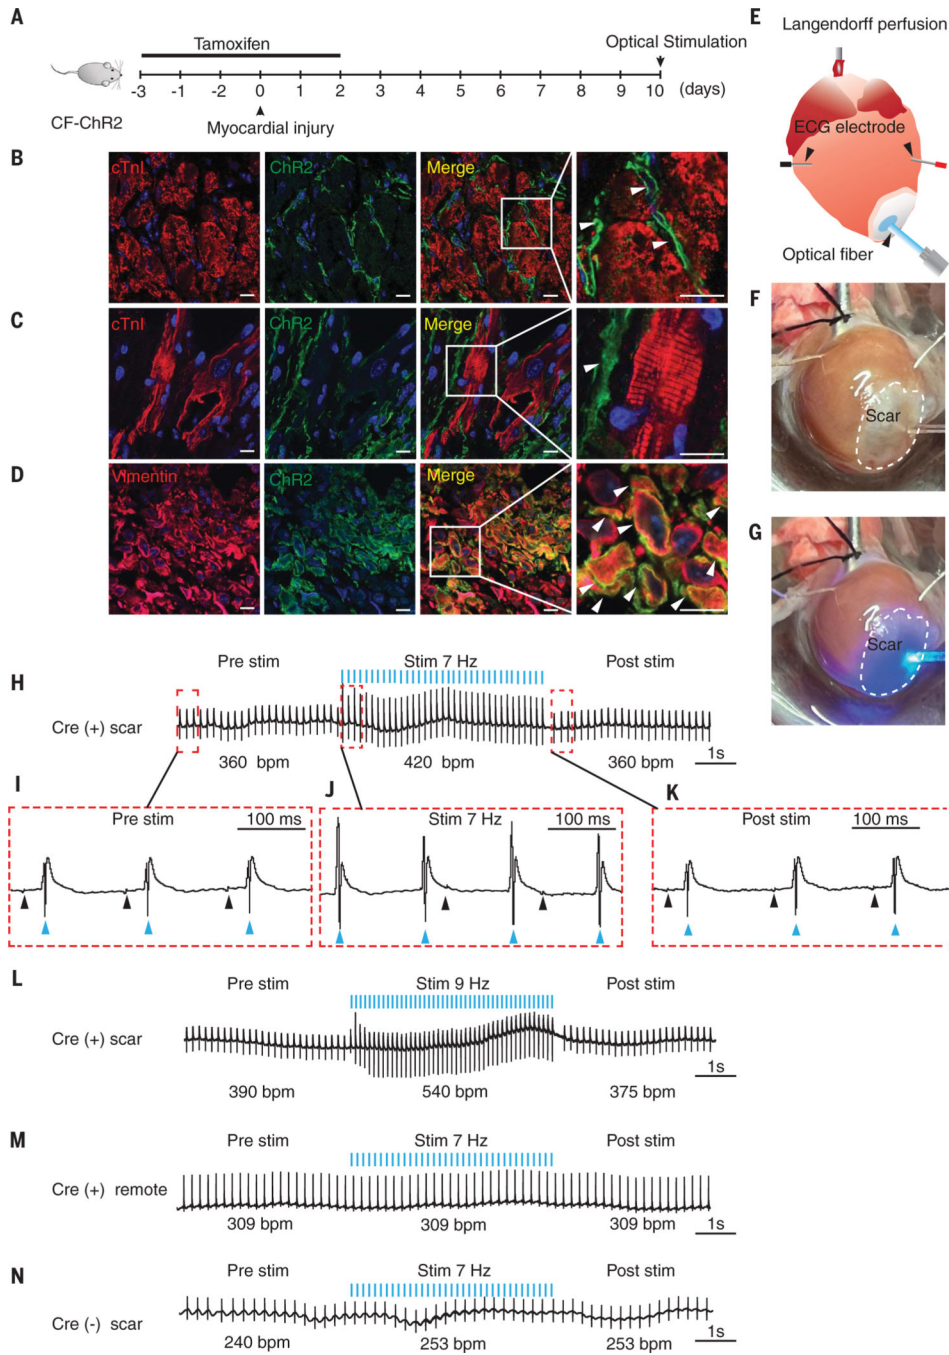 A
Tamoxifen
Optical Stimulation
-3 -2 -1 0 1 2 3 4 5 6 7 8 9 10 (days)
CF-ChR2
Myocardial injury
B
cTnI
ChR2
Merge
C
cTnI
ChR2
Merge
D
Vimentin
ChR2
Merge
E
Langendorff perfusion
ECG electrode
Optical fiber
F
Scar
G
Scar
H
Pre stim Stim 7 Hz Post stim
Cre (+) scar
360 bpm 420 bpm 360 bpm
1s
I
Pre stim 100 ms
J
Stim 7 Hz 100 ms
K
Post stim 100 ms
L
Pre stim Stim 9 Hz Post stim
Cre (+) scar
390 bpm 540 bpm 375 bpm
1s
M
Pre stim Stim 7 Hz Post stim
Cre (+) remote
309 bpm 309 bpm 309 bpm
1s
N
Pre stim Stim 7 Hz Post stim
Cre (-) scar
240 bpm 253 bpm 253 bpm
1s